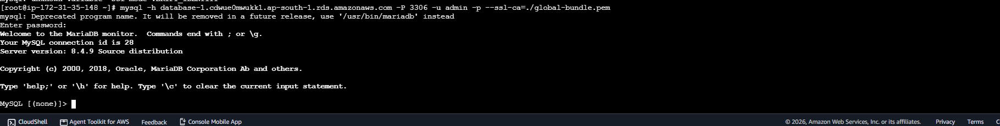 [root@ip-172-31-35-148 ~]# mysql -h database-1.cdwue0mwukk1.ap-south-1.rds.amazonaws.com -P 3306 -u admin -p --ssl-ca=./global-bundle.pem
mysql: Deprecated program name. It will be removed in a future release, use '/usr/bin/mariadb' instead
Enter password:
Welcome to the MariaDB monitor.  Commands end with ; or \g.
Your MySQL connection id is 28
Server version: 8.4.9 Source distribution
Copyright (c) 2000, 2018, Oracle, MariaDB Corporation Ab and others.
Type 'help;' or '\h' for help. Type '\c' to clear the current input statement.
MySQL [(none)]>
CloudShell Agent Toolkit for AWS Feedback Console Mobile App © 2026, Amazon Web Services, Inc. or its affiliates. Privacy Terms